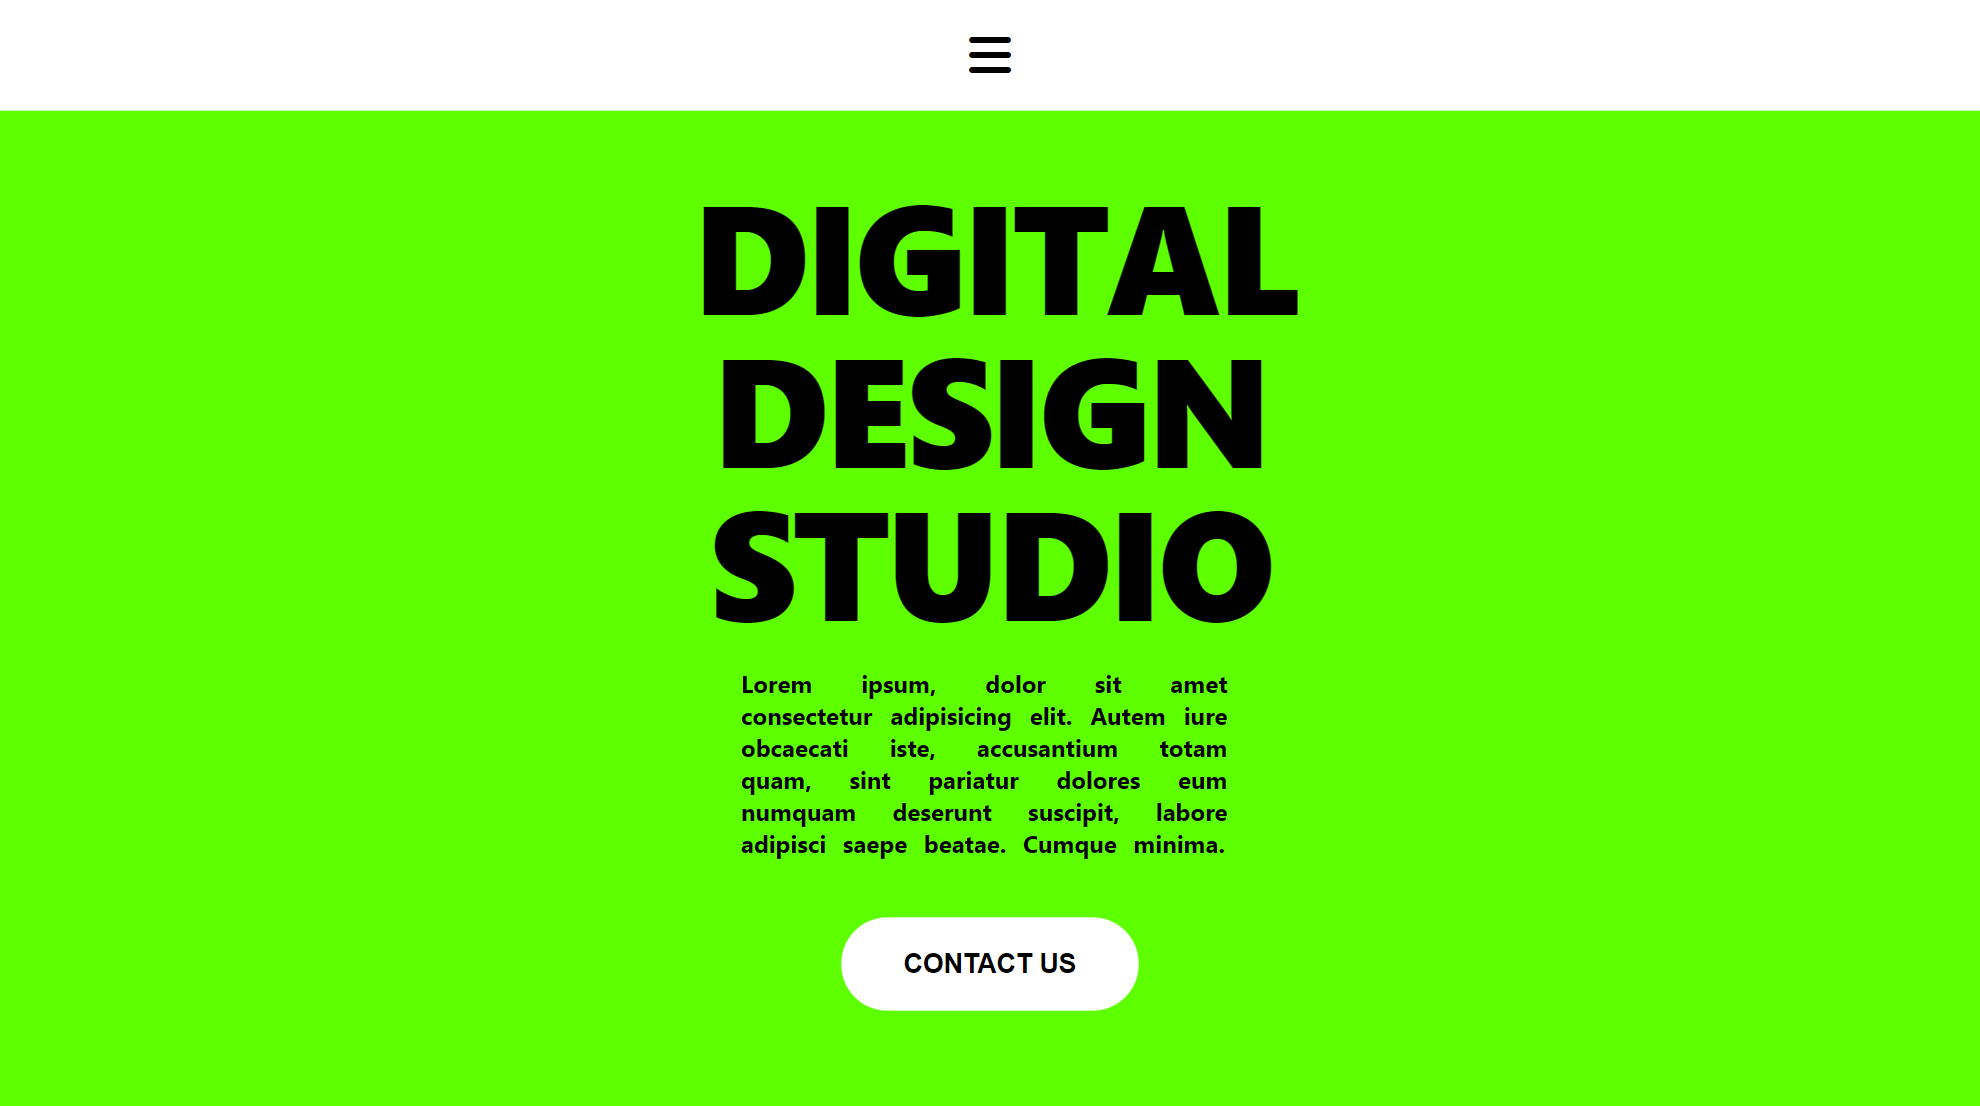 DIGITAL
DESIGN
STUDIO
Lorem ipsum, dolor sit amet
consectetur adipisicing elit. Autem iure
obcaecati iste, accusantium totam
quam, sint pariatur dolores eum
numquam deserunt suscipit, labore
adipisci saepe beatae. Cumque minima.
CONTACT US